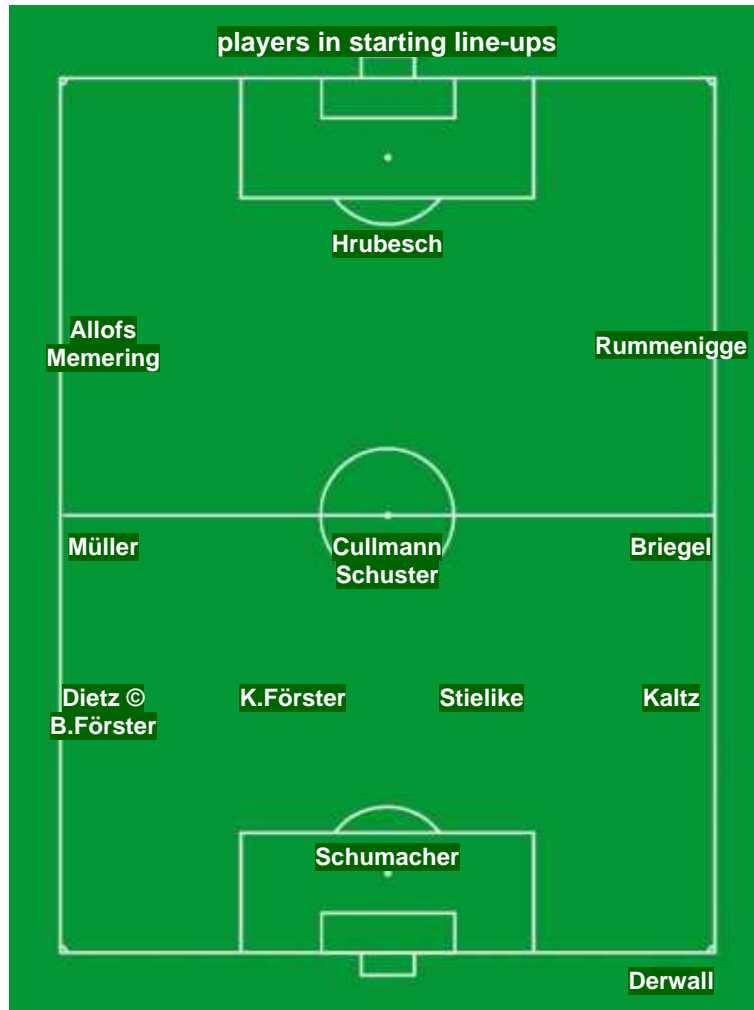 players in starting line-ups
Hrubesch
Allofs
Memering
Rummenigge
Müller
Cullmann
Schuster
Briegel
Dietz ©
B.Förster
K.Förster
Stielike
Kaltz
Schumacher
Derwall